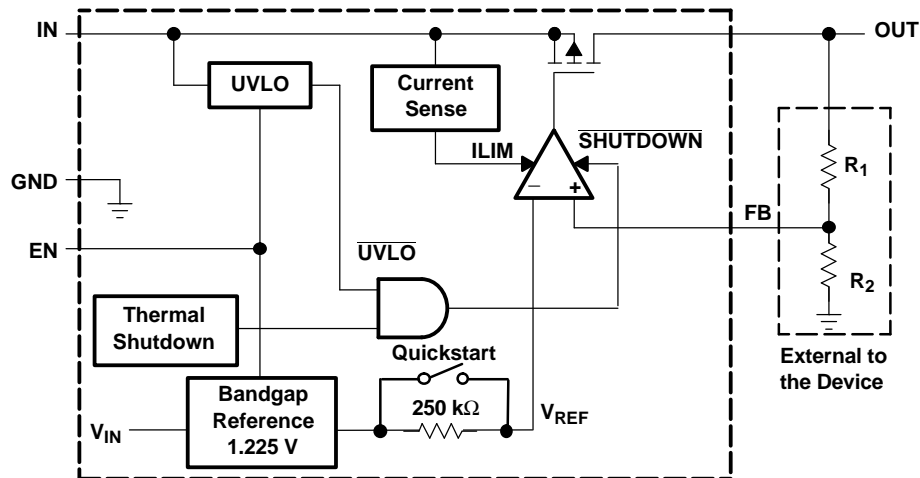 IN
OUT
UVLO
Current
Sense
SHUTDOWN
ILIM
R1
GND
– +
FB
EN
UVLO
R2
Thermal
Shutdown
Quickstart
External to
the Device
Bandgap
Reference
1.225 V
250 kΩ
VREF
VIN